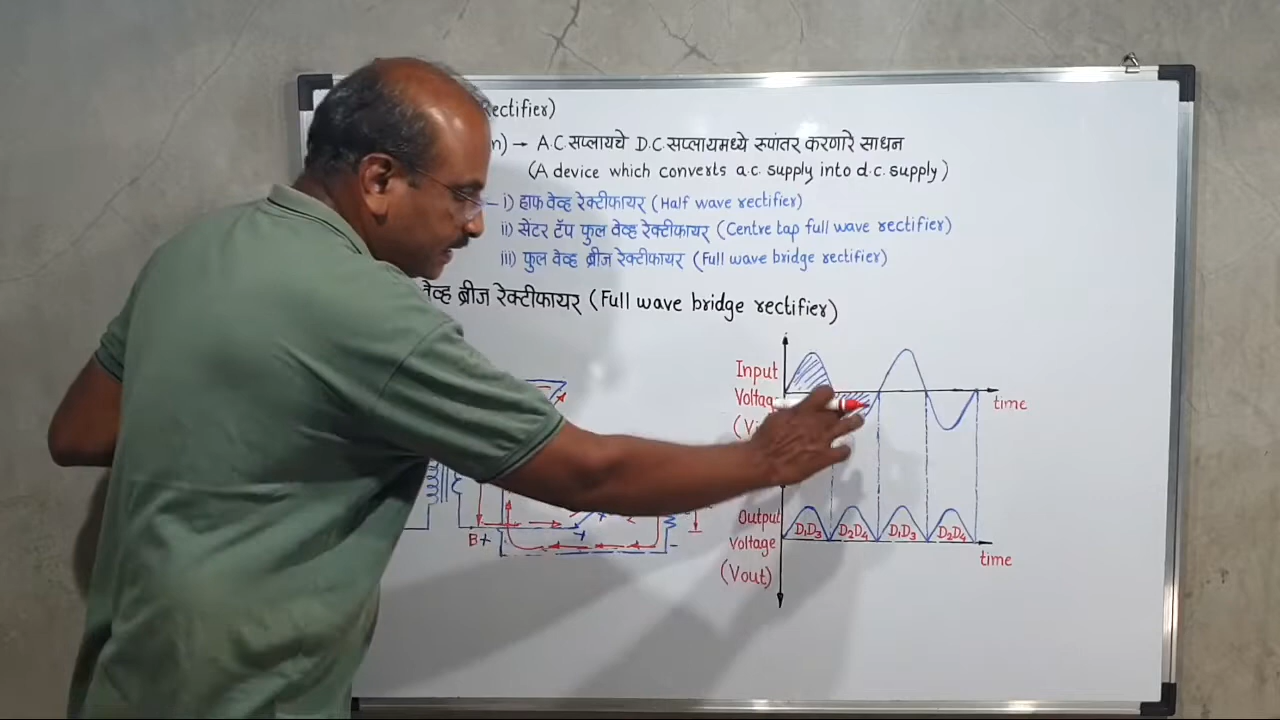 Rectifier)
n) → A.C सप्लायचे D.C सप्लायमध्ये रुपांतर करणारे साधन
(A device which converts a.c. supply into d.c. supply)
i) हाफ वेव्ह रेक्टीफायर (Half wave rectifier)
ii) सेंटर टॅप फुल वेव्ह रेक्टीफायर (Centre tap full wave rectifier)
iii) फुल वेव्ह ब्रीज रेक्टीफायर (Full wave bridge rectifier)
वेव्ह ब्रीज रेक्टीफायर (Full wave bridge rectifier)
Input
Voltage
time
B+
Output
Voltage
(Vout)
D1D3 D2D4 D1D3 D2D4
time